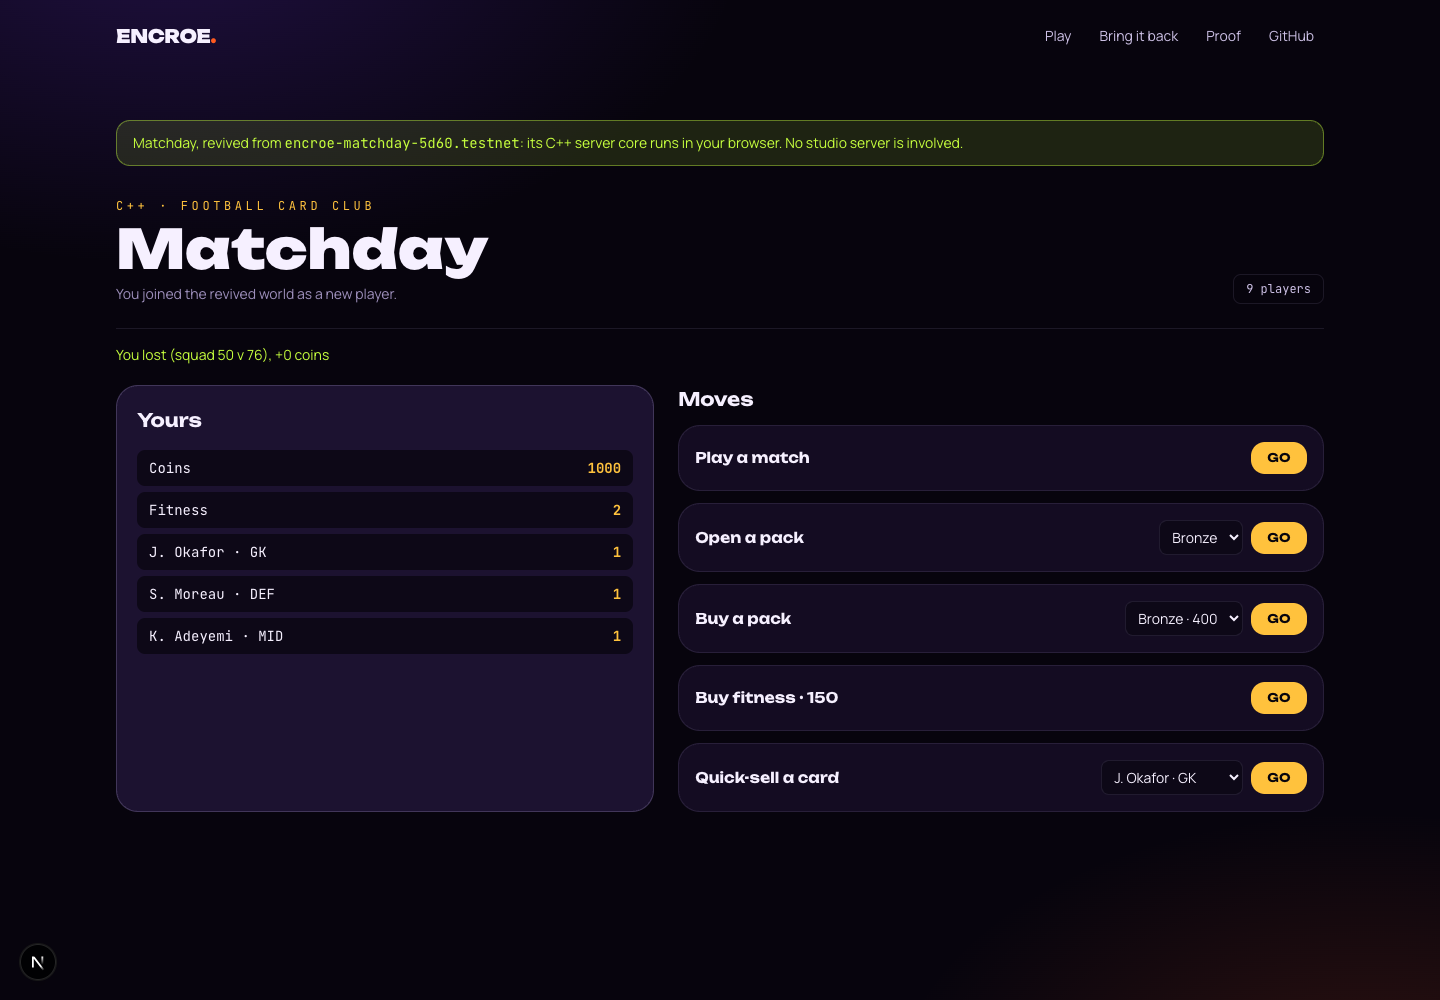 ENCROE.
Play Bring it back Proof GitHub
Matchday, revived from encroe-matchday-5d60.testnet: its C++ server core runs in your browser. No studio server is involved.
C++ · FOOTBALL CARD CLUB
Matchday
You joined the revived world as a new player.
9 players
You lost (squad 50 v 76), +0 coins
Yours
Coins 1000
Fitness 2
J. Okafor · GK 1
S. Moreau · DEF 1
K. Adeyemi · MID 1
Moves
Play a match GO
Open a pack Bronze GO
Buy a pack Bronze · 400 GO
Buy fitness · 150 GO
Quick-sell a card J. Okafor · GK GO
N